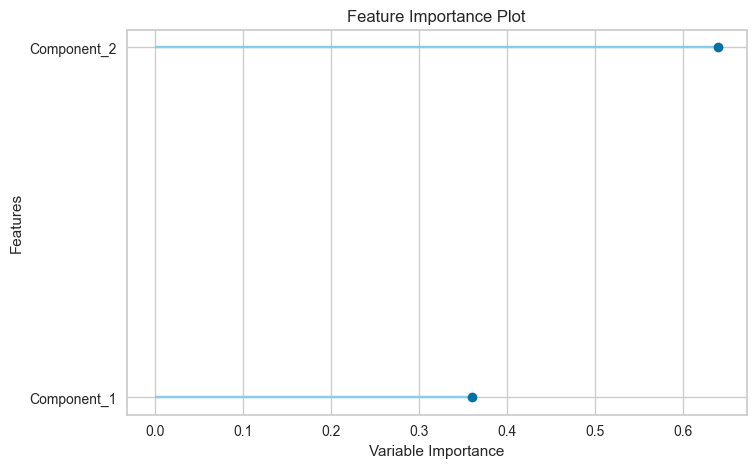 Feature Importance Plot
Component_2
Features
Component_1
0.0 0.1 0.2 0.3 0.4 0.5 0.6
Variable Importance